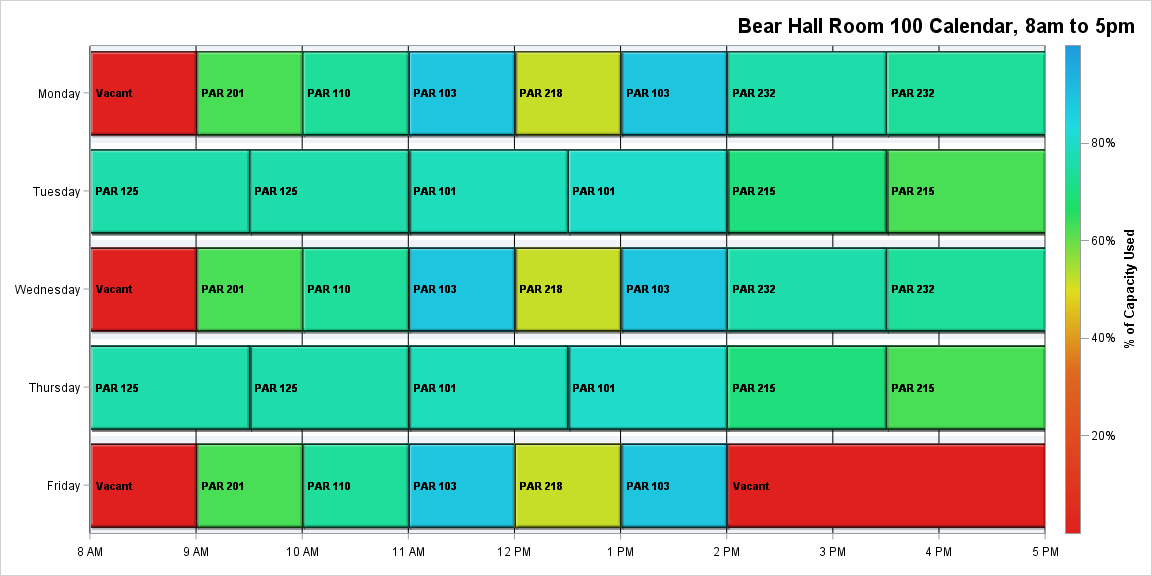 Bear Hall Room 100 Calendar, 8am to 5pm
Monday
Vacant
PAR 201
PAR 110
PAR 103
PAR 218
PAR 103
PAR 232
PAR 232
Tuesday
PAR 125
PAR 125
PAR 101
PAR 101
PAR 215
PAR 215
Wednesday
Vacant
PAR 201
PAR 110
PAR 103
PAR 218
PAR 103
PAR 232
PAR 232
Thursday
PAR 125
PAR 125
PAR 101
PAR 101
PAR 215
PAR 215
Friday
Vacant
PAR 201
PAR 110
PAR 103
PAR 218
PAR 103
Vacant
8 AM
9 AM
10 AM
11 AM
12 PM
1 PM
2 PM
3 PM
4 PM
5 PM
80%
60%
40%
20%
% of Capacity Used